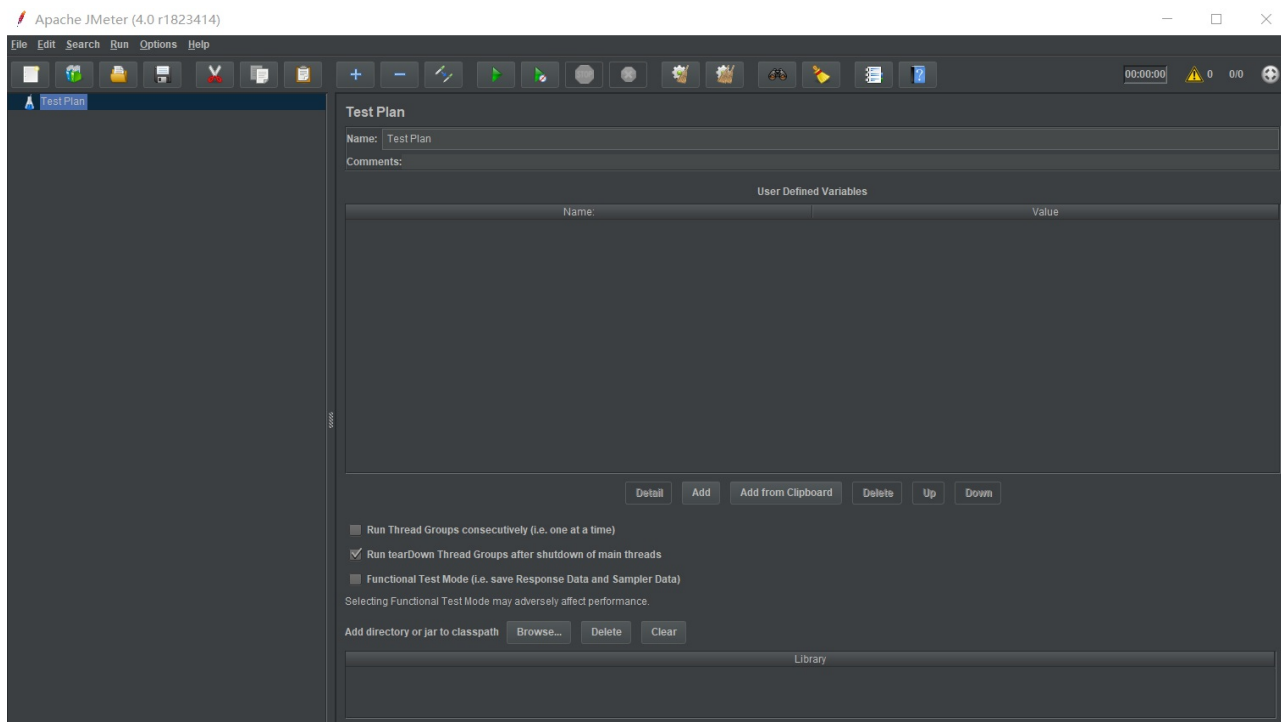 Apache JMeter (4.0 r1823414)
File Edit Search Run Options Help
00:00:00 0 0/0
Test Plan
Test Plan
Name: Test Plan
Comments:
User Defined Variables
Name: Value
Detail Add Add from Clipboard Delete Up Down
Run Thread Groups consecutively (i.e. one at a time)
Run tearDown Thread Groups after shutdown of main threads
Functional Test Mode (i.e. save Response Data and Sampler Data)
Selecting Functional Test Mode may adversely affect performance.
Add directory or jar to classpath Browse... Delete Clear
Library